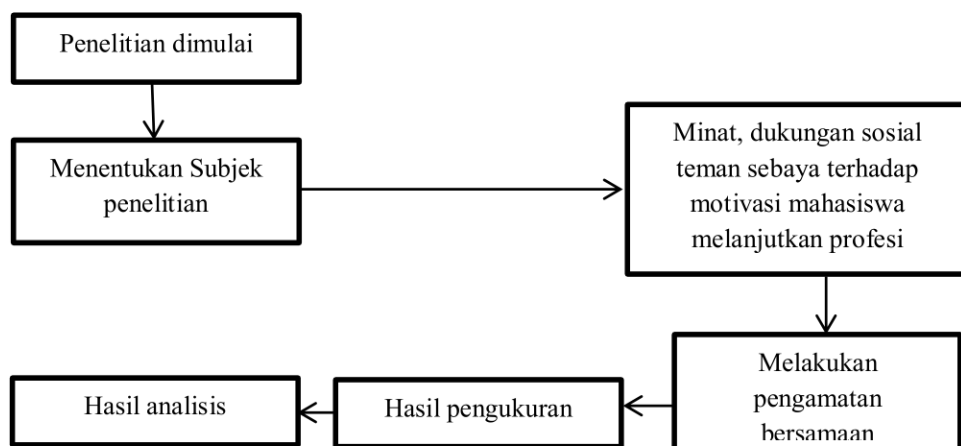 Penelitian dimulai
Menentukan Subjek
penelitian
Minat, dukungan sosial
teman sebaya terhadap
motivasi mahasiswa
melanjutkan profesi
Melakukan
pengamatan
bersamaan
Hasil pengukuran
Hasil analisis